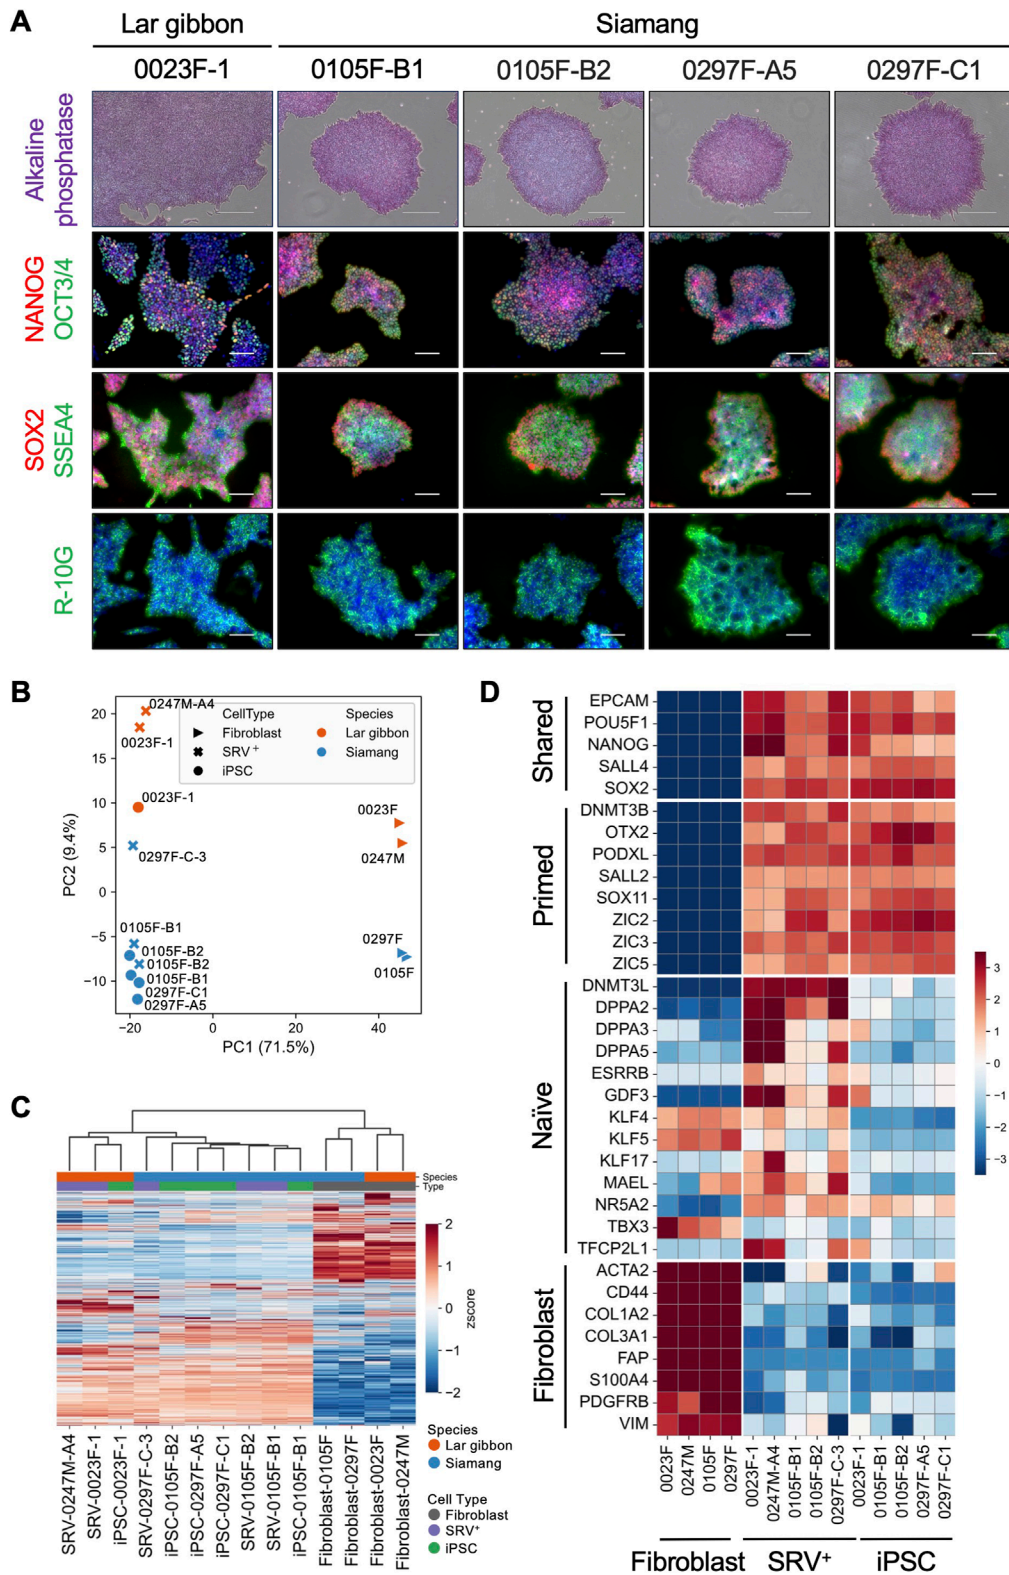 A
Lar gibbon
Siamang
0023F-1
0105F-B1
0105F-B2
0297F-A5
0297F-C1
Alkaline
phosphatase
NANOG
OCT3/4
SOX2
SSEA4
R-10G
B
PC2 (9.4%)
20
15
10
5
0
−5
−10
−20
0
20
40
PC1 (71.5%)
CellType
Fibroblast
SRV+
iPSC
Species
Lar gibbon
Siamang
0247M-A4
0023F-1
0023F-1
0297F-C-3
0105F-B1
0105F-B2
0105F-B2
0105F-B1
0297F-C1
0297F-A5
0023F
0247M
0297F
0105F
C
Species
Type
2
1
0
−1
−2
zscore
SRV-0247M-A4
SRV-0023F-1
iPSC-0023F-1
SRV-0297F-C-3
iPSC-0105F-B2
iPSC-0297F-A5
iPSC-0297F-C1
SRV-0105F-B2
SRV-0105F-B1
iPSC-0105F-B1
Fibroblast-0105F
Fibroblast-0297F
Fibroblast-0023F
Fibroblast-0247M
Species
Lar gibbon
Siamang
Cell Type
Fibroblast
SRV+
iPSC
D
Shared
EPCAM
POU5F1
NANOG
SALL4
SOX2
Primed
DNMT3B
OTX2
PODXL
SALL2
SOX11
ZIC2
ZIC3
ZIC5
Naïve
DNMT3L
DPPA2
DPPA3
DPPA5
ESRRB
GDF3
KLF4
KLF5
KLF17
MAEL
NR5A2
TBX3
TFCP2L1
Fibroblast
ACTA2
CD44
COL1A2
COL3A1
FAP
S100A4
PDGFRB
VIM
3
2
1
0
−1
−2
−3
0023F
0247M
0105F
0297F
0023F-1
0247M-A4
0105F-B1
0105F-B2
0297F-C-3
0023F-1
0105F-B1
0105F-B2
0297F-A5
0297F-C1
Fibroblast
SRV+
iPSC